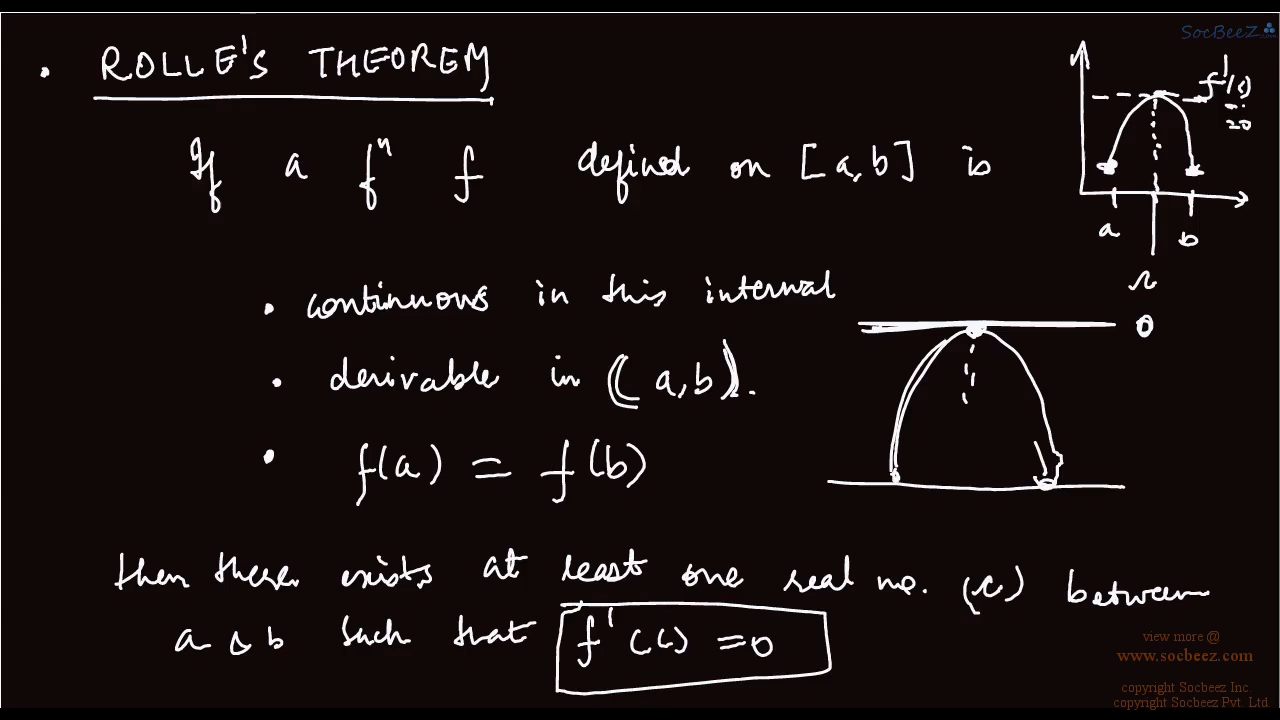 SocBeeZ.com
• ROLLE'S THEOREM
If a fⁿ f defined on [a,b] is
• continuous in this interval
• derivable in (a,b).
• f(a) = f(b)
then there exists at least one real no. (c) between
a & b such that f'(c) = 0
f'(c)
= 0
a b
0
view more @
www.socbeez.com
copyright Socbeez Inc.
copyright Socbeez Pvt. Ltd.